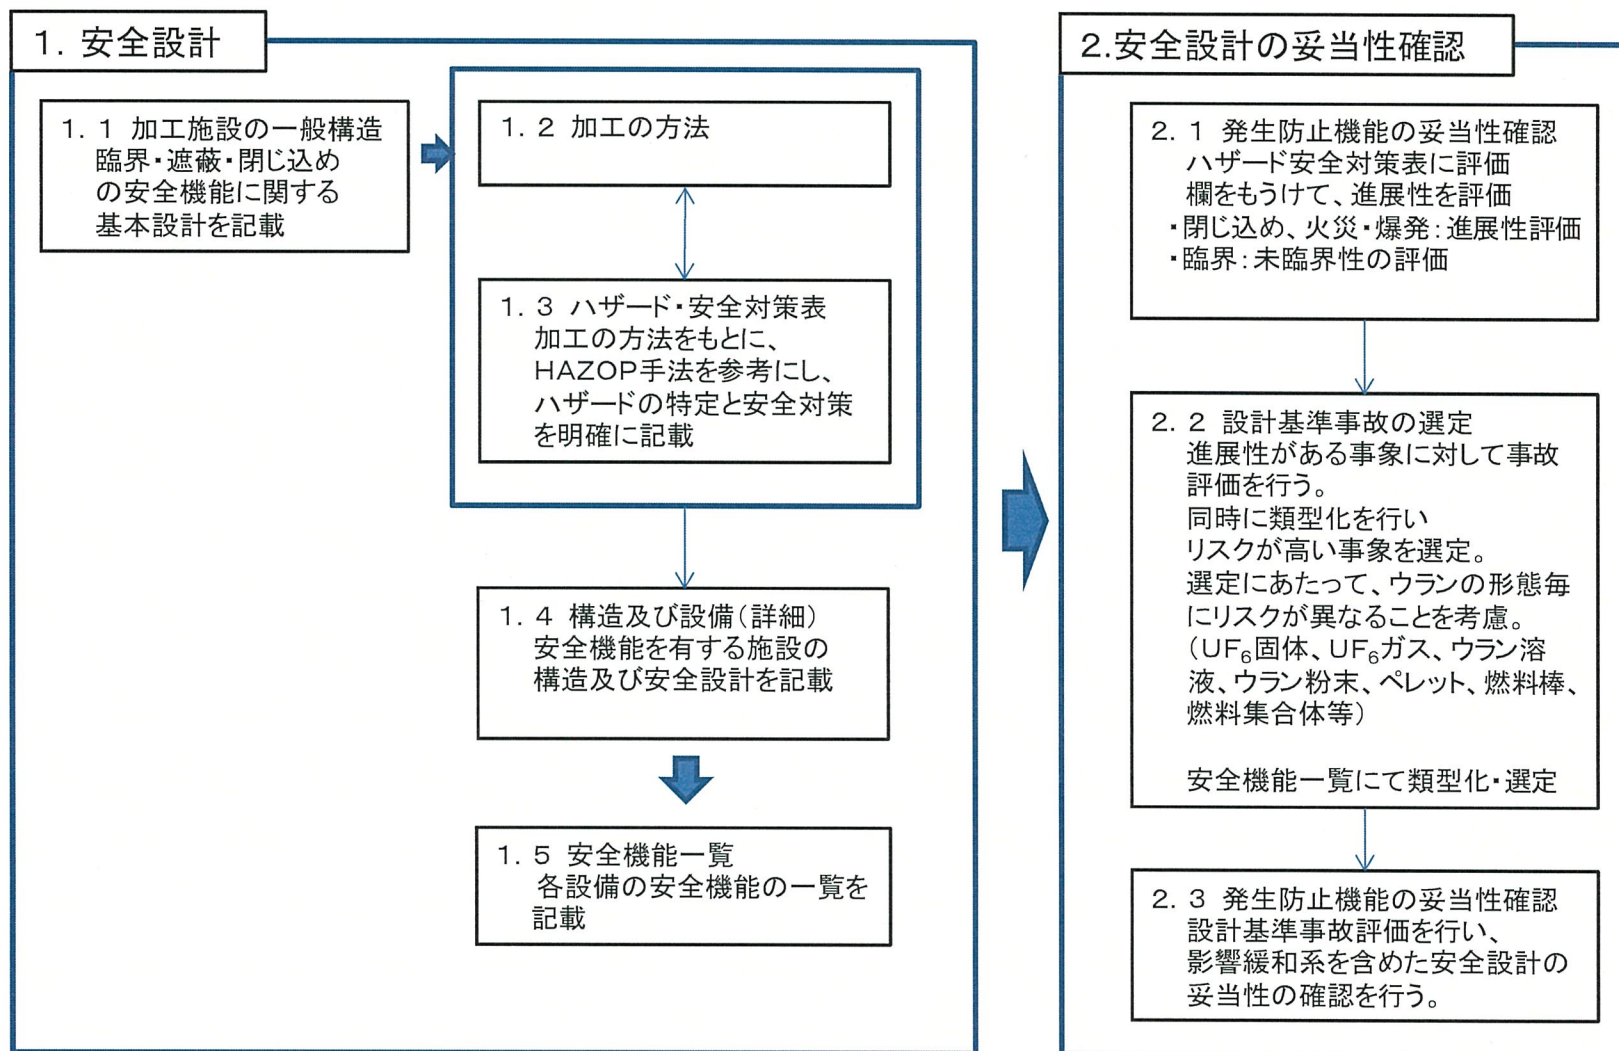 1. 安全設計
1. 1 加工施設の一般構造
臨界・遮蔽・閉じ込め
の安全機能に関する
基本設計を記載
1. 2 加工の方法
1. 3 ハザード・安全対策表
加工の方法をもとに、
HAZOP手法を参考にし、
ハザードの特定と安全対策
を明確に記載
1. 4 構造及び設備(詳細)
安全機能を有する施設の
構造及び安全設計を記載
1. 5 安全機能一覧
各設備の安全機能の一覧を
記載
2.安全設計の妥当性確認
2. 1 発生防止機能の妥当性確認
ハザード安全対策表に評価
欄をもうけて、進展性を評価
・閉じ込め、火災・爆発:進展性評価
・臨界:未臨界性の評価
2. 2 設計基準事故の選定
進展性がある事象に対して事故
評価を行う。
同時に類型化を行い
リスクが高い事象を選定。
選定にあたって、ウランの形態毎
にリスクが異なることを考慮。
(UF₆固体、UF₆ガス、ウラン溶
液、ウラン粉末、ペレット、燃料棒、
燃料集合体等)
安全機能一覧にて類型化・選定
2. 3 発生防止機能の妥当性確認
設計基準事故評価を行い、
影響緩和系を含めた安全設計の
妥当性の確認を行う。